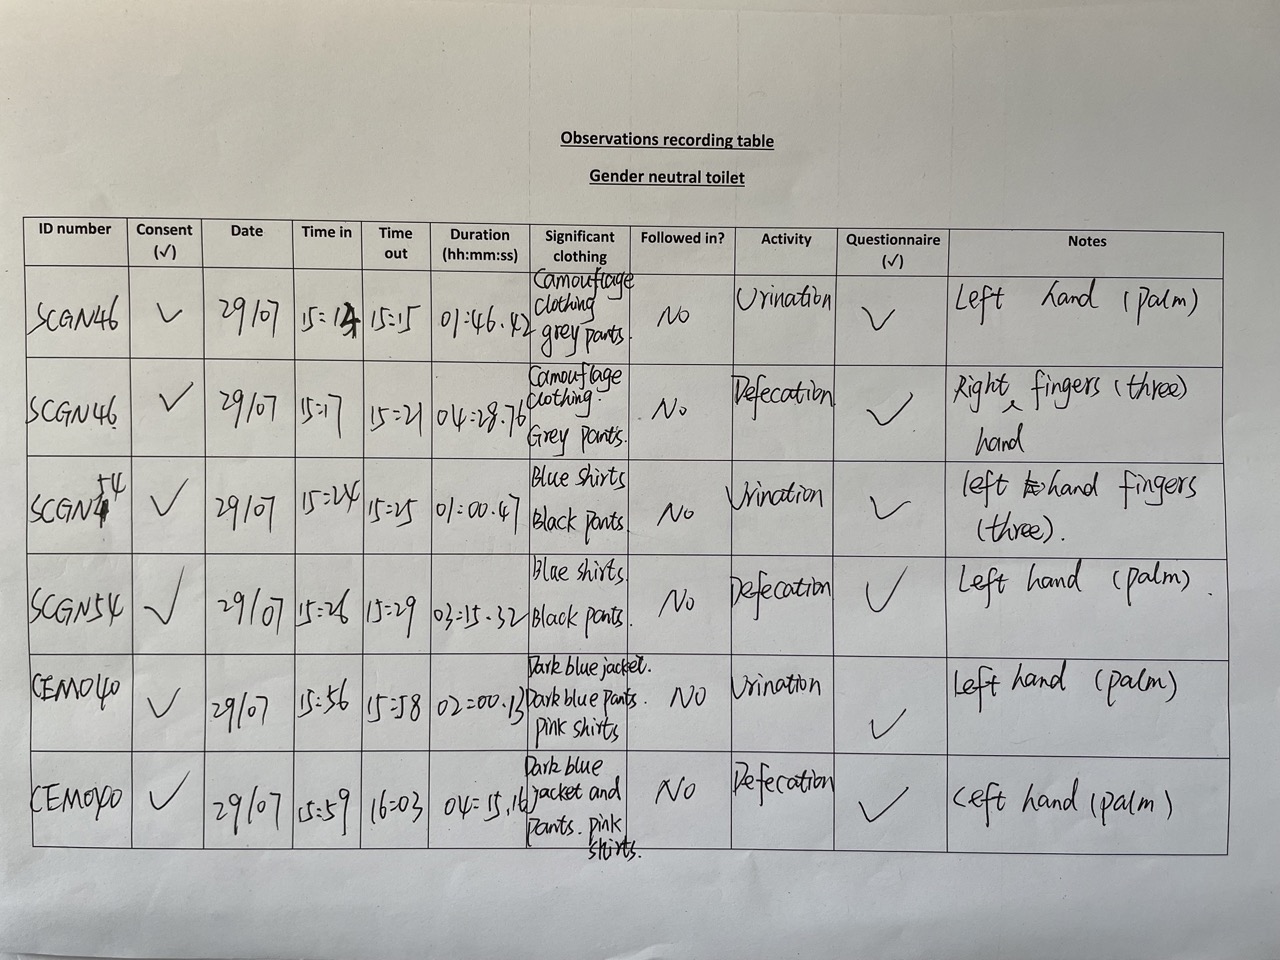 Observations recording table
Gender neutral toilet
ID number Consent (✓) Date Time in Time out Duration (hh:mm:ss) Significant clothing Followed in? Activity Questionnaire (✓) Notes
SCGN46 ✓ 29/07 15:14 15:15 01:46.42 Camouflage clothing grey pants. No Urination ✓ Left hand (palm)
SCGN46 ✓ 29/07 15:17 15:21 04:28.76 Camouflage clothing. Grey pants. No Defecation ✓ Right hand fingers (three)
SCGN54 ✓ 29/07 15:24 15:25 01:00.47 Blue shirts Black pants. No Urination ✓ left hand fingers (three).
SCGN54 ✓ 29/07 15:26 15:29 03:15.32 Blue shirts. Black pants. No Defecation ✓ Left hand (palm).
CEM040 ✓ 29/07 15:56 15:58 02:00.13 Dark blue jacket. Dark blue pants. pink shirts NO Urination ✓ Left hand (palm)
CEM040 ✓ 29/07 15:59 16:03 04:15.16 Dark blue jacket and pants. pink shirts. No Defecation ✓ Left hand (palm)